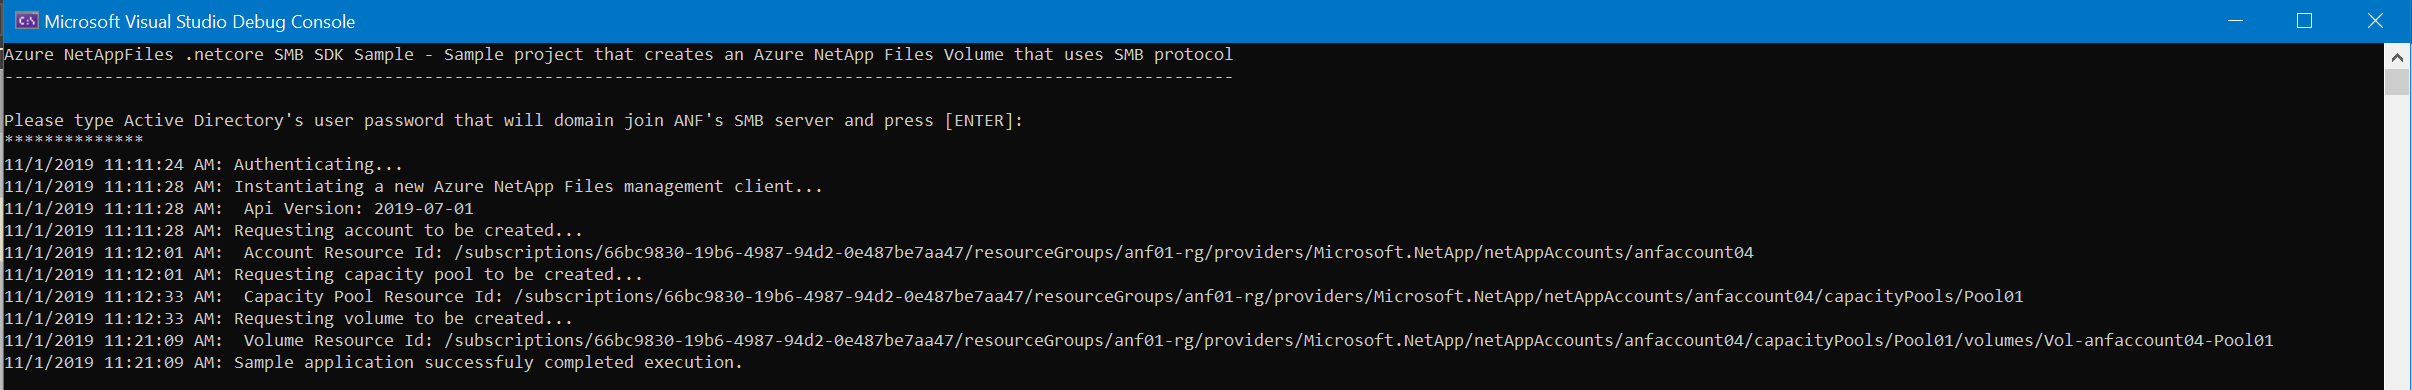 Microsoft Visual Studio Debug Console
Azure NetAppFiles .netcore SMB SDK Sample - Sample project that creates an Azure NetApp Files Volume that uses SMB protocol
---------------------------------------------------------------------------------------------------------------------------
Please type Active Directory's user password that will domain join ANF's SMB server and press [ENTER]:
**************
11/1/2019 11:11:24 AM: Authenticating...
11/1/2019 11:11:28 AM: Instantiating a new Azure NetApp Files management client...
11/1/2019 11:11:28 AM:  Api Version: 2019-07-01
11/1/2019 11:11:28 AM: Requesting account to be created...
11/1/2019 11:12:01 AM:  Account Resource Id: /subscriptions/66bc9830-19b6-4987-94d2-0e487be7aa47/resourceGroups/anf01-rg/providers/Microsoft.NetApp/netAppAccounts/anfaccount04
11/1/2019 11:12:01 AM: Requesting capacity pool to be created...
11/1/2019 11:12:33 AM:  Capacity Pool Resource Id: /subscriptions/66bc9830-19b6-4987-94d2-0e487be7aa47/resourceGroups/anf01-rg/providers/Microsoft.NetApp/netAppAccounts/anfaccount04/capacityPools/Pool01
11/1/2019 11:12:33 AM: Requesting volume to be created...
11/1/2019 11:21:09 AM:  Volume Resource Id: /subscriptions/66bc9830-19b6-4987-94d2-0e487be7aa47/resourceGroups/anf01-rg/providers/Microsoft.NetApp/netAppAccounts/anfaccount04/capacityPools/Pool01/volumes/Vol-anfaccount04-Pool01
11/1/2019 11:21:09 AM: Sample application successfuly completed execution.